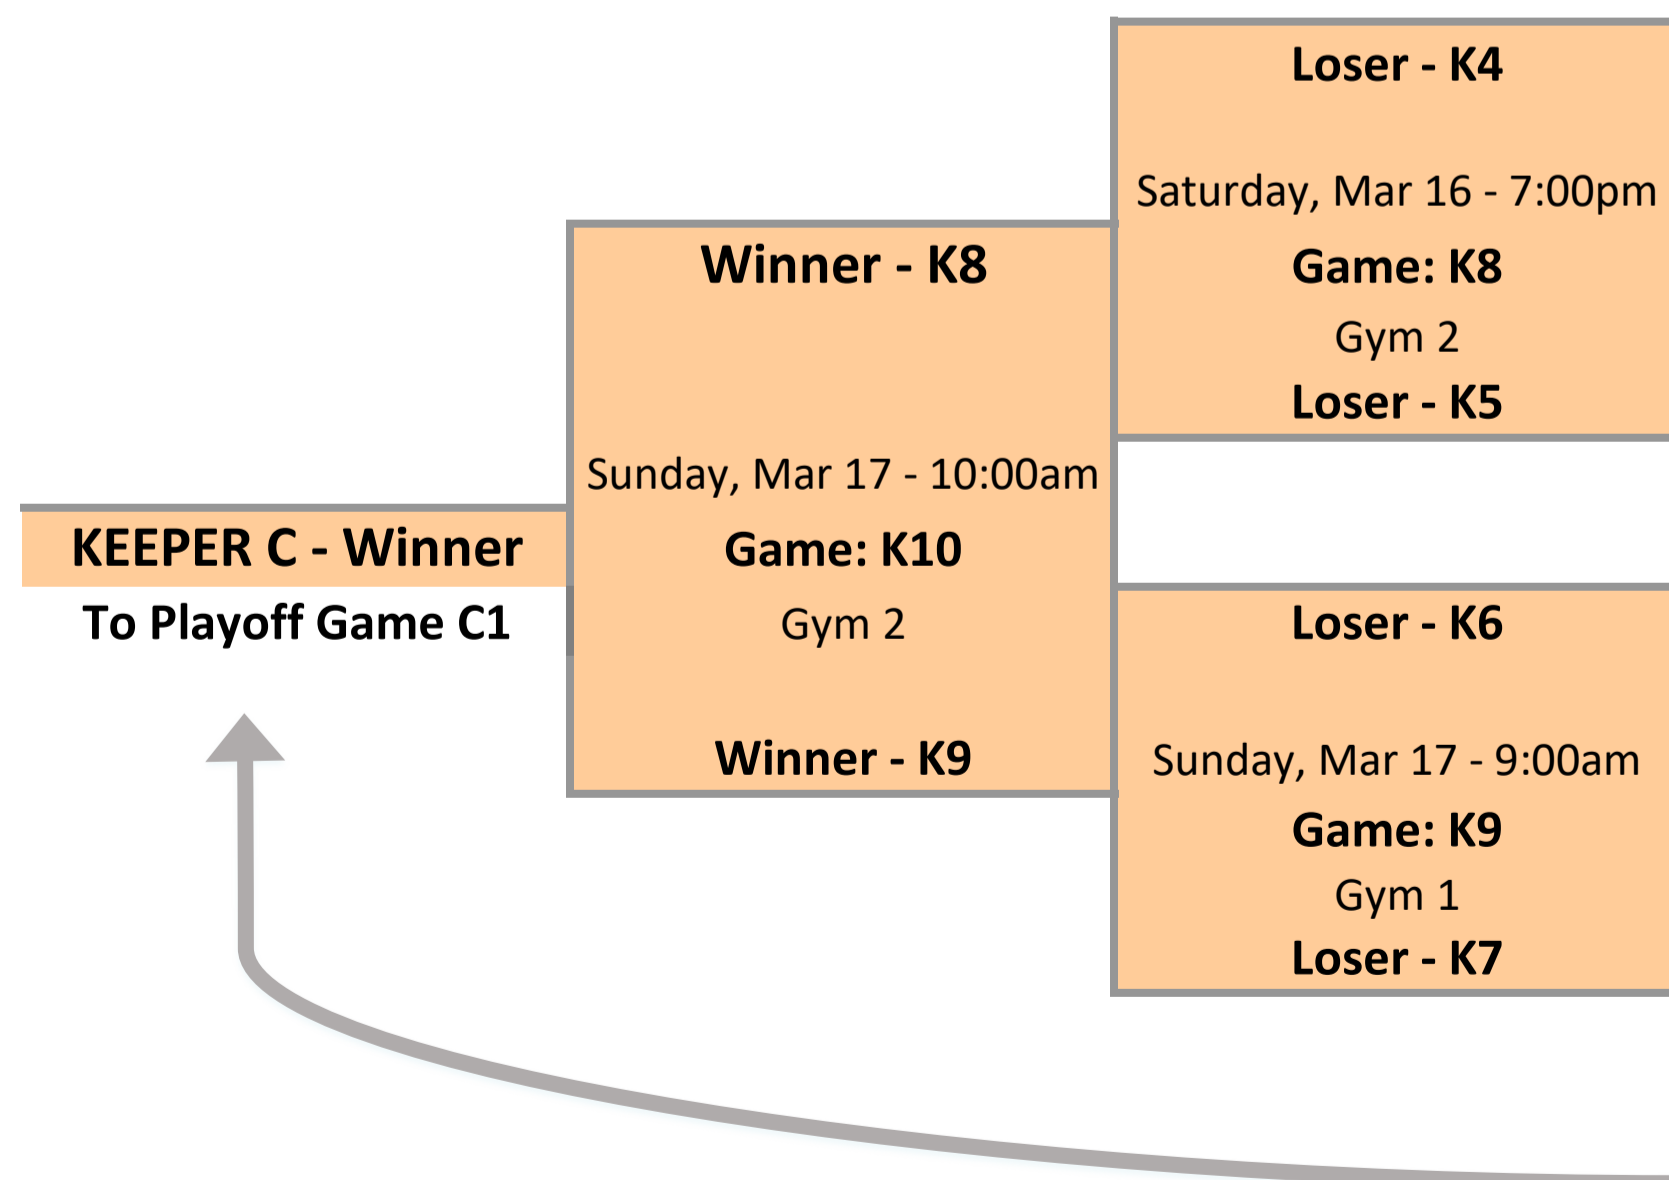 Loser - K4
Saturday, Mar 16 - 7:00pm
Game: K8
Gym 2
Loser - K5
Winner - K8
Sunday, Mar 17 - 10:00am
Game: K10
Gym 2
Winner - K9
KEEPER C - Winner
To Playoff Game C1
Loser - K6
Sunday, Mar 17 - 9:00am
Game: K9
Gym 1
Loser - K7